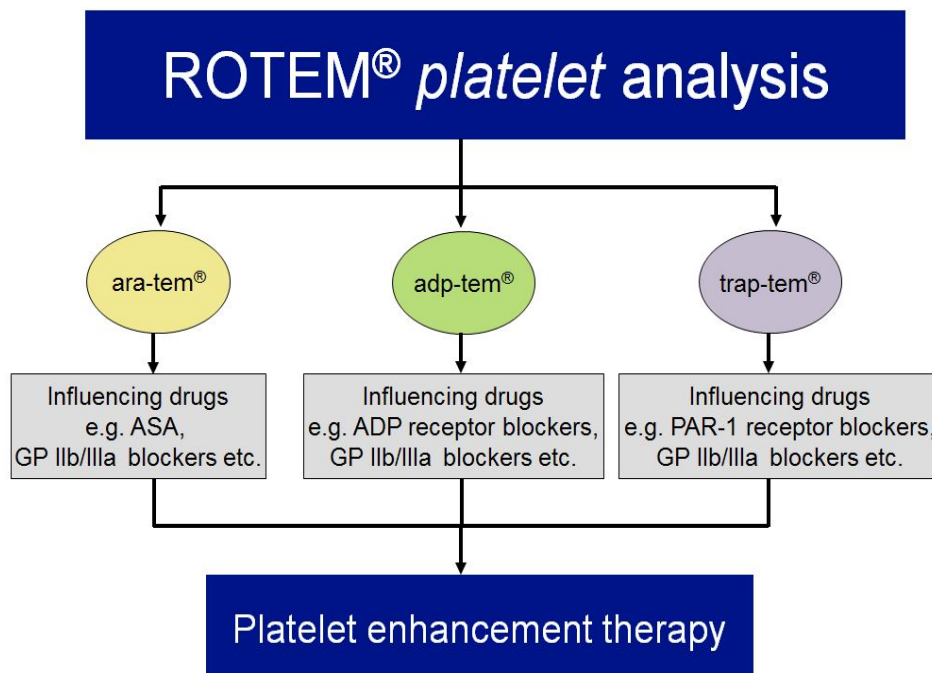 ROTEM® platelet analysis
ara-tem®
adp-tem®
trap-tem®
Influencing drugs
e.g. ASA,
GP IIb/IIIa blockers etc.
Influencing drugs
e.g. ADP receptor blockers,
GP IIb/IIIa blockers etc.
Influencing drugs
e.g. PAR-1 receptor blockers,
GP IIb/IIIa blockers etc.
Platelet enhancement therapy